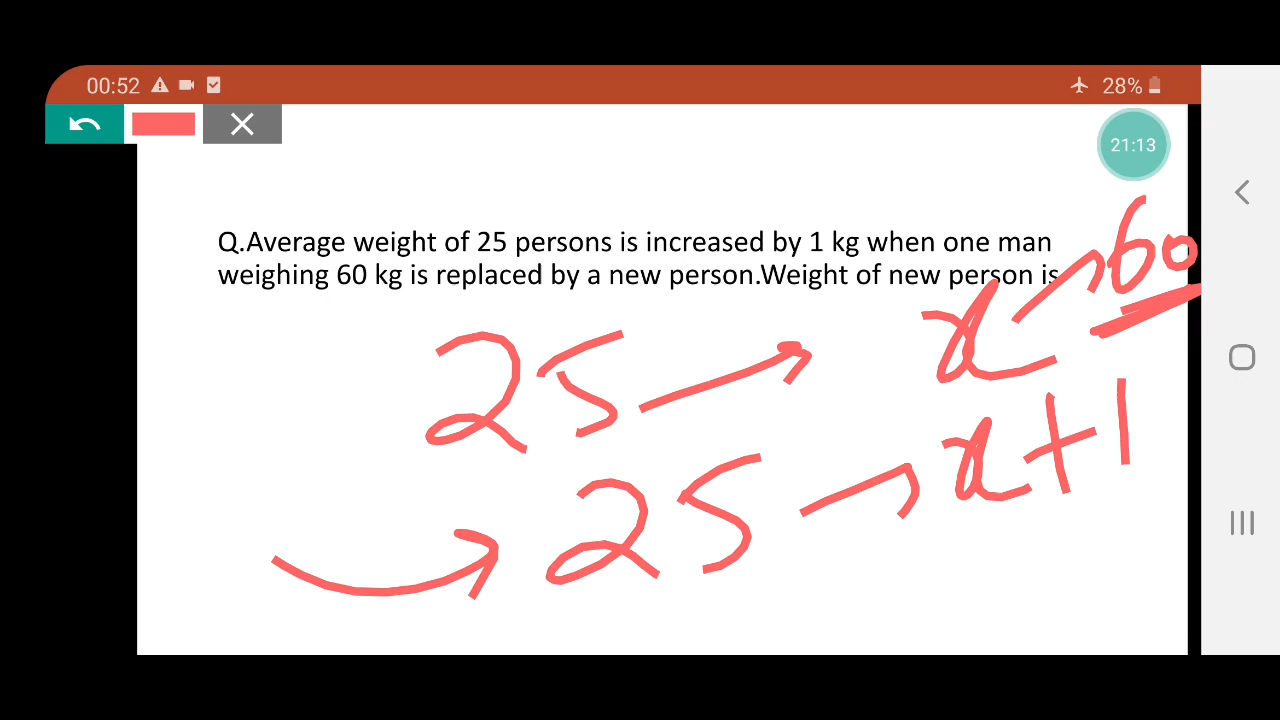 00:52 28%
21:13
Q.Average weight of 25 persons is increased by 1 kg when one man
weighing 60 kg is replaced by a new person.Weight of new person is
25 → x → 60
→ 25 → x+1